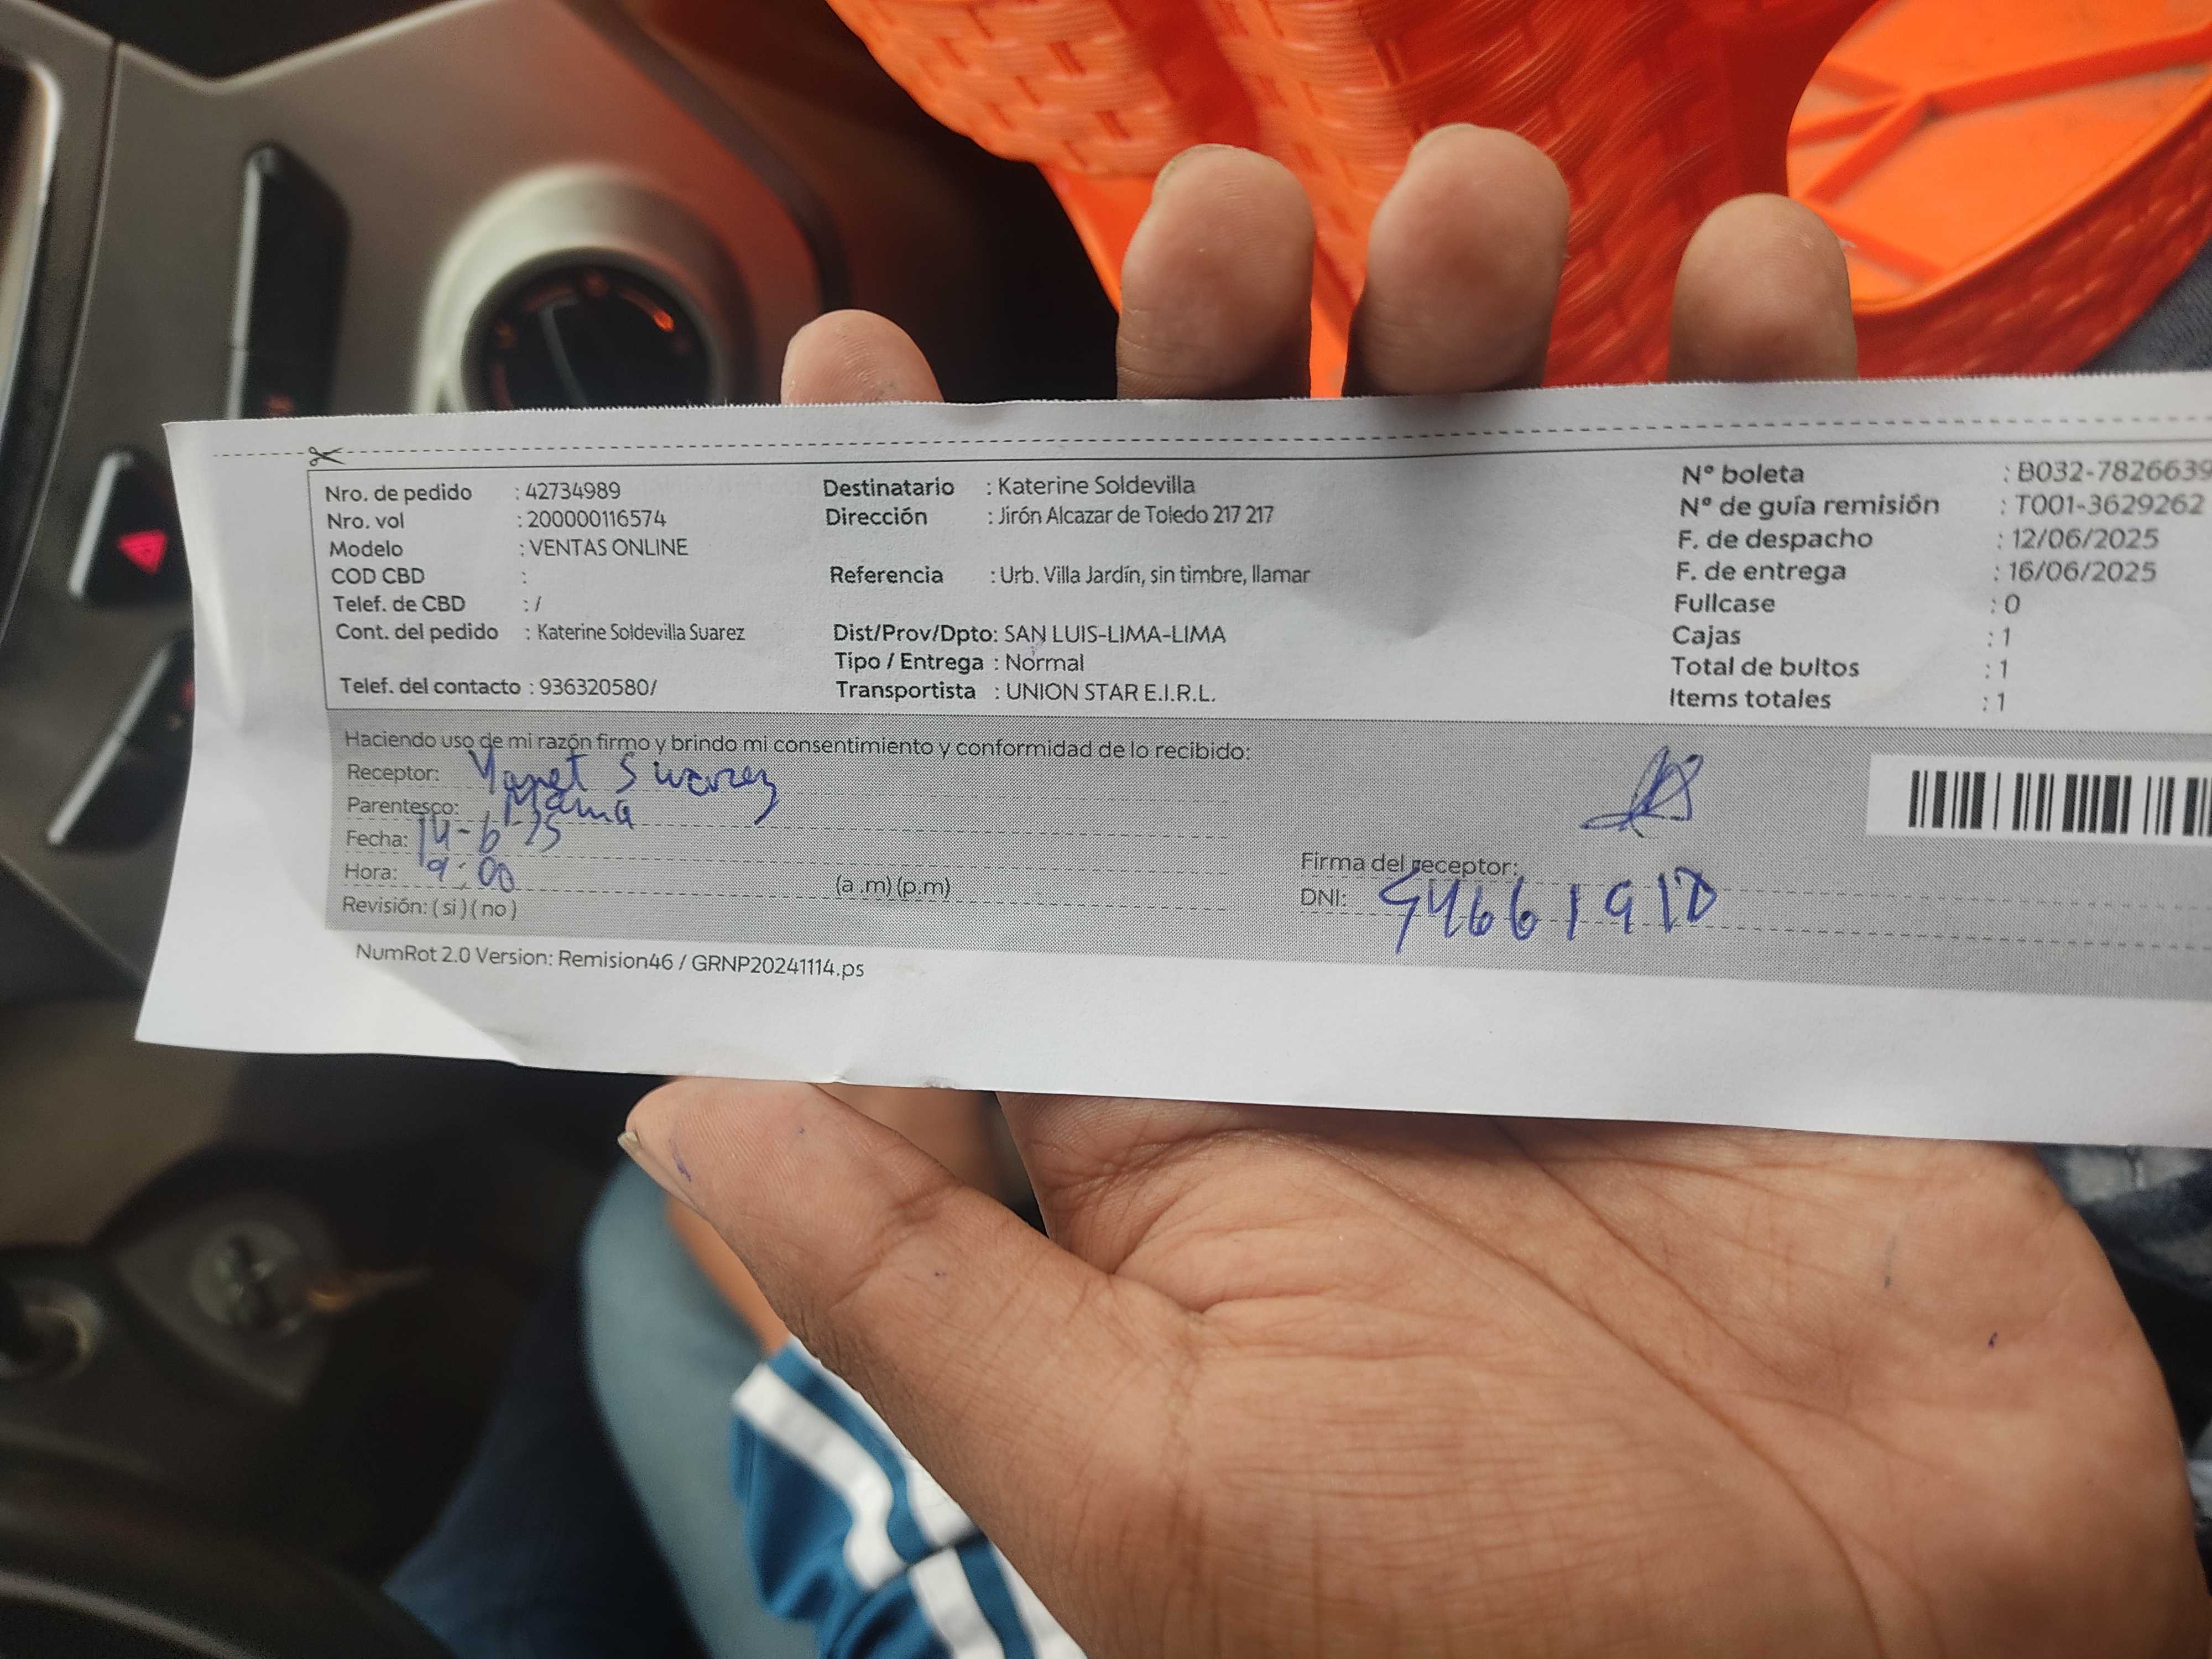 Nro. de pedido : 42734989
Nro. vol : 200000116574
Modelo : VENTAS ONLINE
COD CBD :
Telef. de CBD : /
Cont. del pedido : Katerine Soldevilla Suarez
Telef. del contacto : 936320580/
Destinatario : Katerine Soldevilla
Dirección : Jirón Alcazar de Toledo 217 217
Referencia : Urb. Villa Jardín, sin timbre, llamar
Dist/Prov/Dpto: SAN LUIS-LIMA-LIMA
Tipo / Entrega : Normal
Transportista : UNION STAR E.I.R.L.
Nº boleta : B032-7826639
Nº de guía remisión : T001-3629262
F. de despacho : 12/06/2025
F. de entrega : 16/06/2025
Fullcase : 0
Cajas : 1
Total de bultos : 1
Items totales : 1
Haciendo uso de mi razón firmo y brindo mi consentimiento y conformidad de lo recibido:
Receptor: Yanet Suarez
Parentesco: Mama
Fecha: 14-6-25
Hora: 9:00 (a .m) (p.m)
Revisión: ( si ) ( no )
Firma del receptor:
DNI:
NumRot 2.0 Version: Remision46 / GRNP20241114.ps